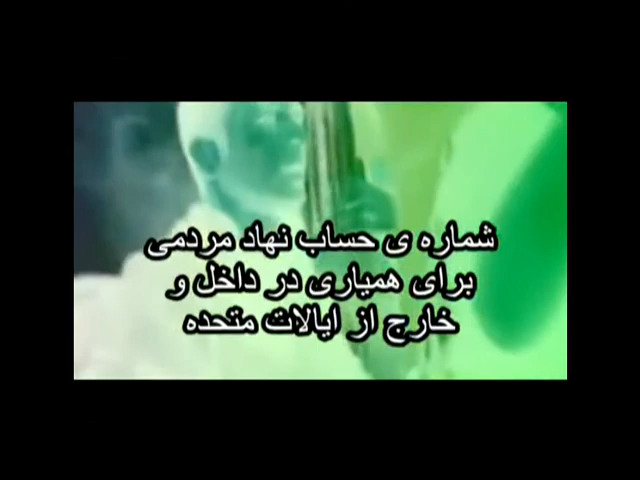 شماره ی حساب نهاد مردمی
برای همیاری در داخل و
خارج از ایالات متحده